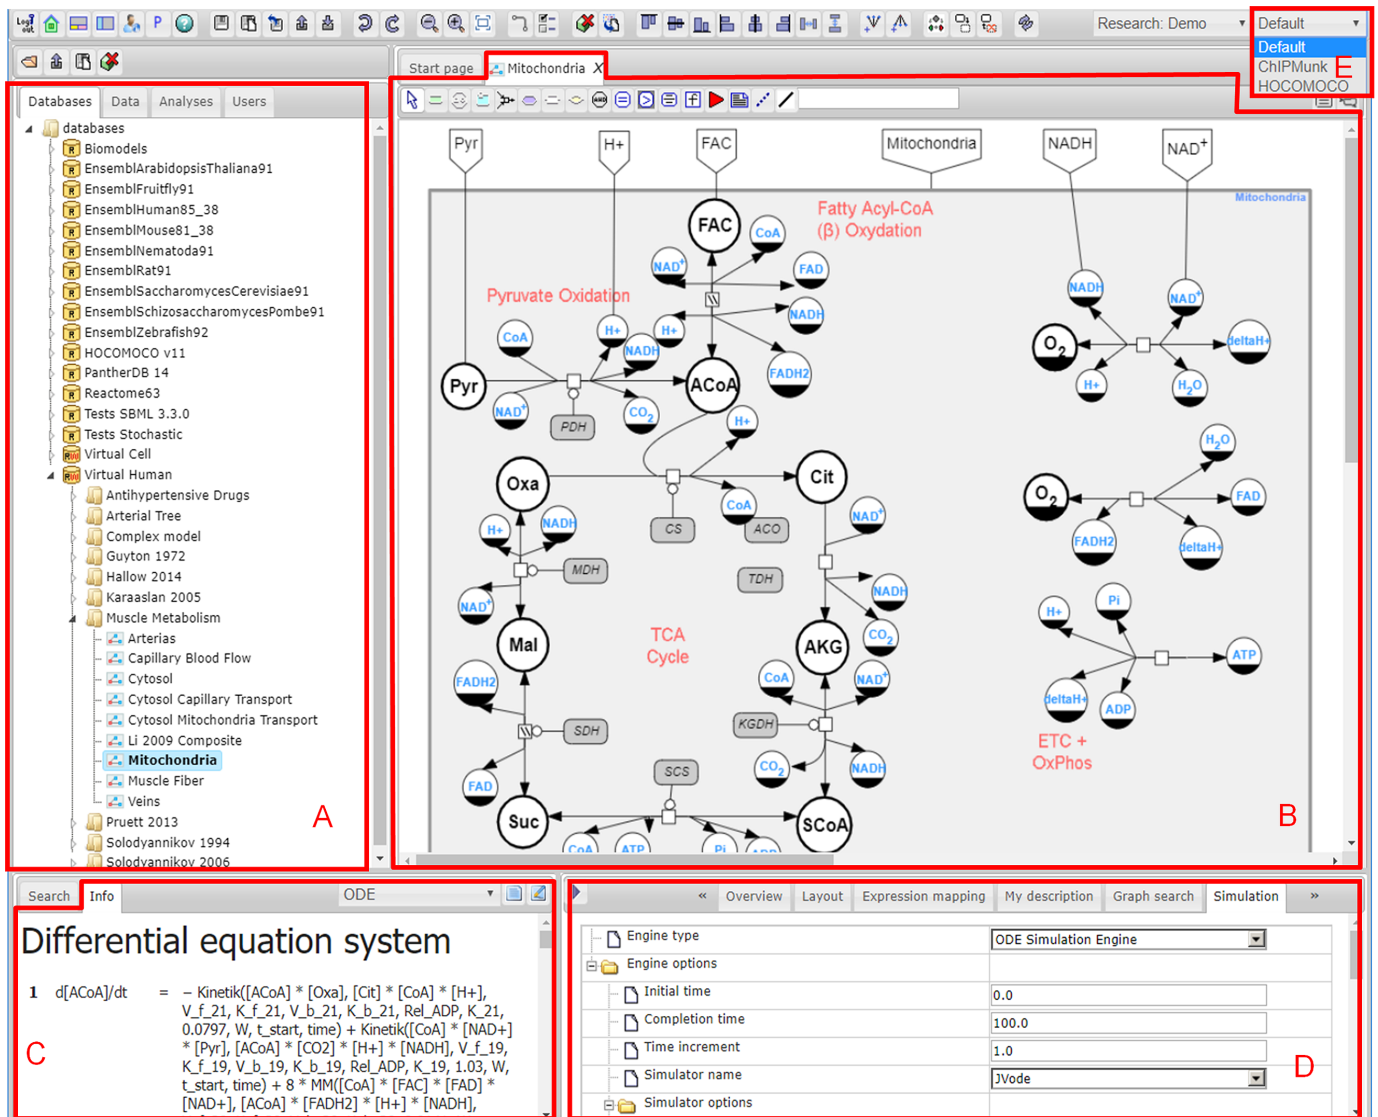 Logout
P
?
Research: Demo
Default
Default
ChIPMunk
HOCOMOCO
E
Databases
Data
Analyses
Users
databases
Biomodels
EnsemblArabidopsisThaliana91
EnsemblFruitfly91
EnsemblHuman85_38
EnsemblMouse81_38
EnsemblNematoda91
EnsemblRat91
EnsemblSaccharomycesCerevisiae91
EnsemblSchizosaccharomycesPombe91
EnsemblZebrafish92
HOCOMOCO v11
PantherDB 14
Reactome63
Tests SBML 3.3.0
Tests Stochastic
Virtual Cell
Virtual Human
Antihypertensive Drugs
Arterial Tree
Complex model
Guyton 1972
Hallow 2014
Karaaslan 2005
Muscle Metabolism
Arterias
Capillary Blood Flow
Cytosol
Cytosol Capillary Transport
Cytosol Mitochondria Transport
Li 2009 Composite
Mitochondria
Muscle Fiber
Veins
Pruett 2013
Solodyannikov 1994
Solodyannikov 2006
A
Start page
Mitochondria X
Pyr
H+
FAC
Mitochondria
NADH
NAD+
Mitochondria
Fatty Acyl-CoA
(β) Oxydation
FAC
CoA
NAD+
FAD
Pyruvate Oxidation
NADH
NADH
NAD+
CoA
H+
H+
NADH
O2
deltaH+
FADH2
H+
H2O
Pyr
ACoA
NAD+
CO2
PDH
H+
H2O
Oxa
Cit
O2
FAD
CoA
H+
NADH
CS
ACO
NAD+
FADH2
deltaH+
MDH
TDH
NAD+
NADH
H+
Pi
Mal
TCA
Cycle
AKG
CO2
ATP
FADH2
CoA
NAD+
deltaH+
ADP
SDH
KGDH
ETC +
OxPhos
FAD
SCS
CO2
NADH
Suc
SCoA
CoA
ATP
Pi
ADP
B
Search
Info
ODE
Differential equation system
1 d[ACoA]/dt = − Kinetik([ACoA] * [Oxa], [Cit] * [CoA] * [H+],
V_f_21, K_f_21, V_b_21, K_b_21, Rel_ADP, K_21,
0.0797, W, t_start, time) + Kinetik([CoA] * [NAD+]
* [Pyr], [ACoA] * [CO2] * [H+] * [NADH], V_f_19,
K_f_19, V_b_19, K_b_19, Rel_ADP, K_19, 1.03, W,
t_start, time) + 8 * MM([CoA] * [FAC] * [FAD] *
[NAD+], [ACoA] * [FADH2] * [H+] * [NADH],
C
« Overview
Layout
Expression mapping
My description
Graph search
Simulation »
Engine type
ODE Simulation Engine
Engine options
Initial time
0.0
Completion time
100.0
Time increment
1.0
Simulator name
JVode
Simulator options
D